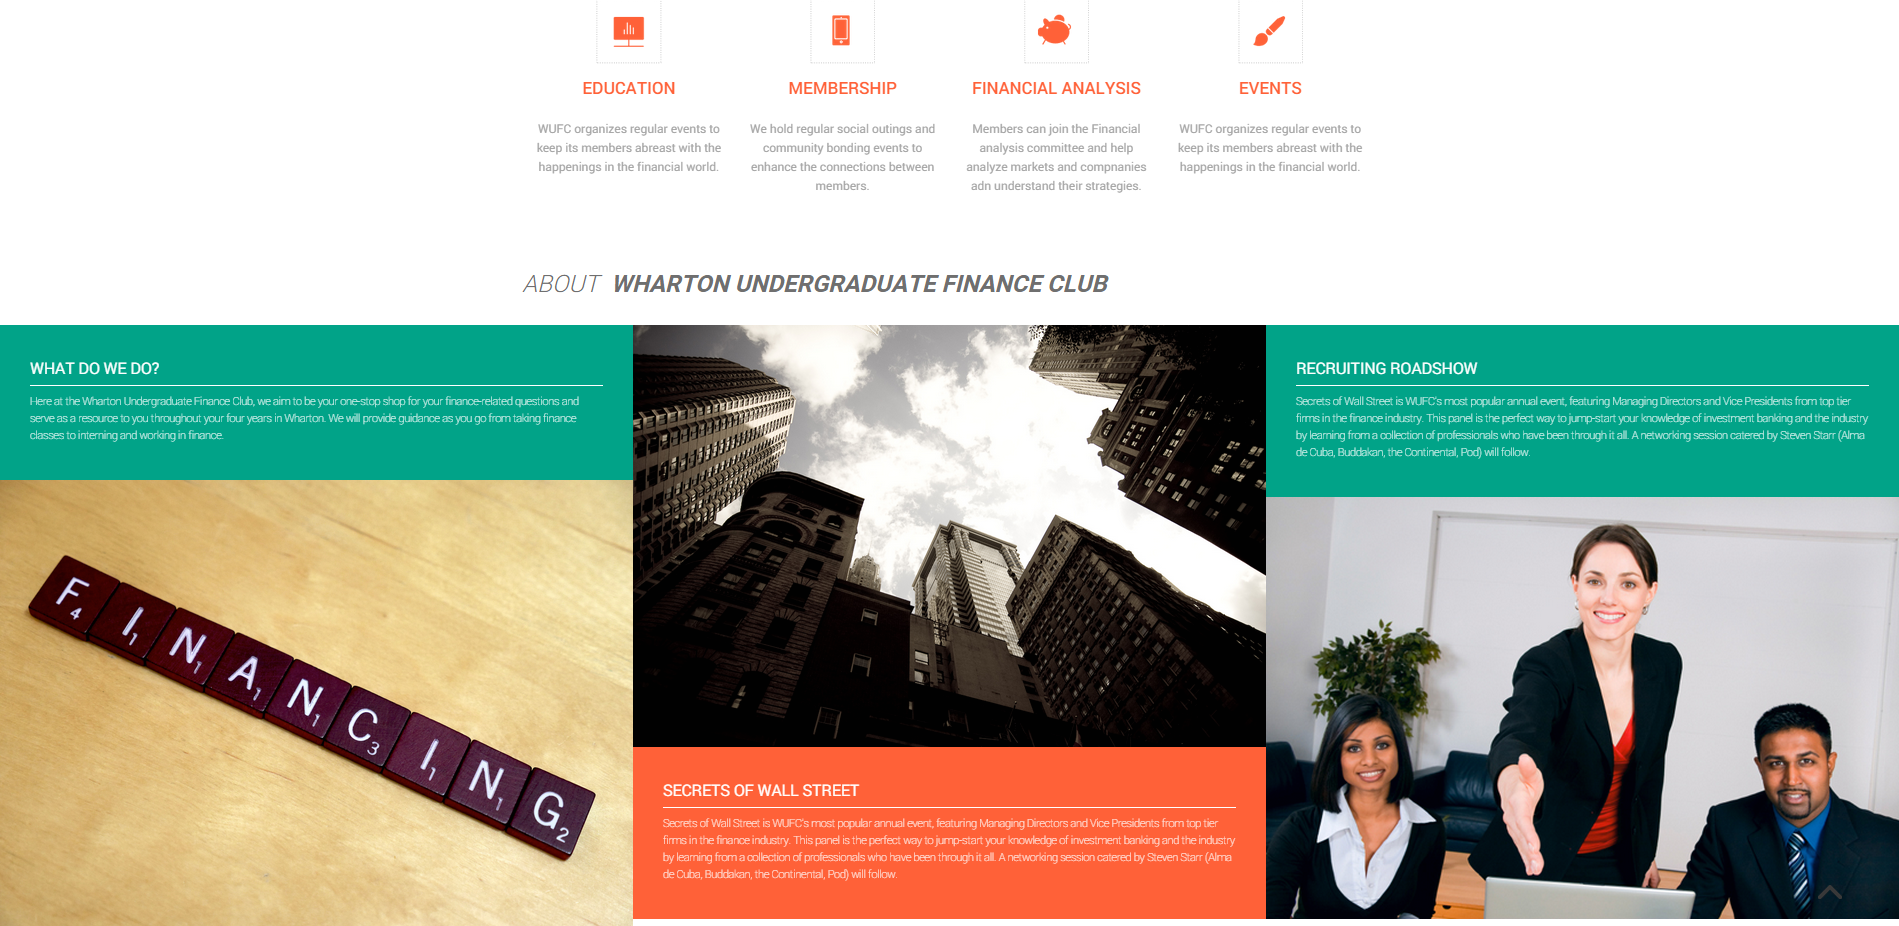 EDUCATION
WUFC organizes regular events to
keep its members abreast with the
happenings in the financial world.
MEMBERSHIP
We hold regular social outings and
community bonding events to
enhance the connections between
members.
FINANCIAL ANALYSIS
Members can join the Financial
analysis committee and help
analyze markets and compnanies
adn understand their strategies.
EVENTS
WUFC organizes regular events to
keep its members abreast with the
happenings in the financial world.
ABOUT WHARTON UNDERGRADUATE FINANCE CLUB
WHAT DO WE DO?
Here at the Wharton Undergraduate Finance Club, we aim to be your one-stop shop for your finance-related questions and
serve as a resource to you throughout your four years in Wharton. We will provide guidance as you go from taking finance
classes to interning and working in finance.
F4 I1 N1 A1 N1 C3 I1 N1 G2
SECRETS OF WALL STREET
Secrets of Wall Street is WUFC's most popular annual event, featuring Managing Directors and Vice Presidents from top tier
firms in the finance industry. This panel is the perfect way to jump-start your knowledge of investment banking and the industry
by learning from a collection of professionals who have been through it all. A networking session catered by Steven Starr (Alma
de Cuba, Buddakan, the Continental, Pod) will follow.
RECRUITING ROADSHOW
Secrets of Wall Street is WUFC's most popular annual event, featuring Managing Directors and Vice Presidents from top tier
firms in the finance industry. This panel is the perfect way to jump-start your knowledge of investment banking and the industry
by learning from a collection of professionals who have been through it all. A networking session catered by Steven Starr (Alma
de Cuba, Buddakan, the Continental, Pod) will follow.